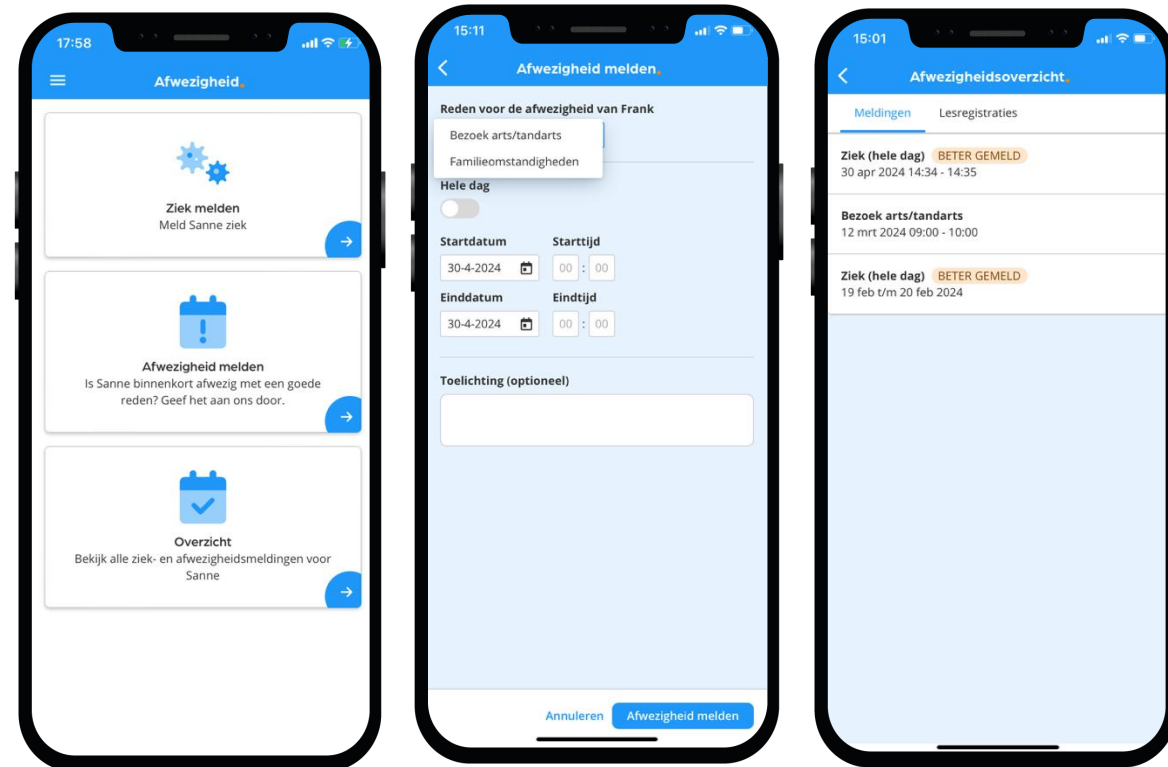 17:58
Afwezigheid.
Ziek melden
Meld Sanne ziek
Afwezigheid melden
Is Sanne binnenkort afwezig met een goede
reden? Geef het aan ons door.
Overzicht
Bekijk alle ziek- en afwezigheidsmeldingen voor
Sanne
15:11
Afwezigheid melden.
Reden voor de afwezigheid van Frank
Bezoek arts/tandarts
Familieomstandigheden
Hele dag
Startdatum Starttijd
30-4-2024 00 : 00
Einddatum Eindtijd
30-4-2024 00 : 00
Toelichting (optioneel)
Annuleren Afwezigheid melden
15:01
Afwezigheidsoverzicht.
Meldingen Lesregistraties
Ziek (hele dag) BETER GEMELD
30 apr 2024 14:34 - 14:35
Bezoek arts/tandarts
12 mrt 2024 09:00 - 10:00
Ziek (hele dag) BETER GEMELD
19 feb t/m 20 feb 2024